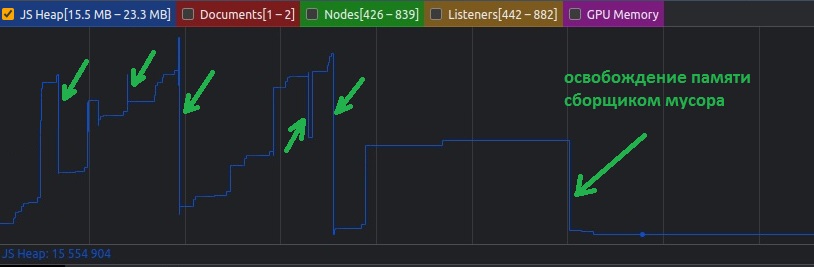 JS Heap[15.5 MB – 23.3 MB]
Documents[1 – 2]
Nodes[426 – 839]
Listeners[442 – 882]
GPU Memory
освобождение памяти
сборщиком мусора
JS Heap: 15 554 904